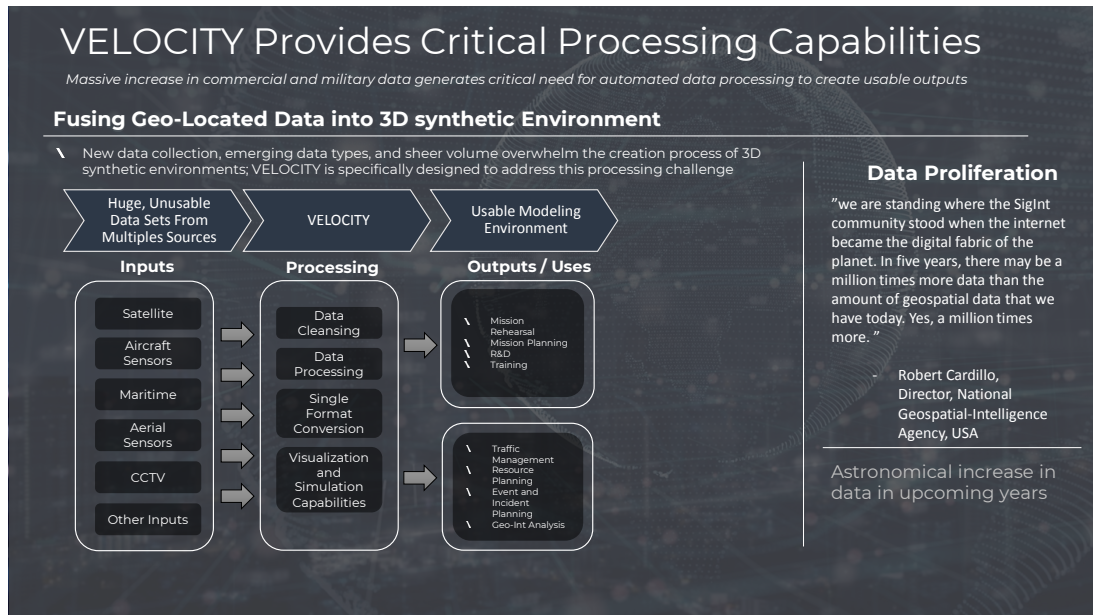 VELOCITY Provides Critical Processing Capabilities
Massive increase in commercial and military data generates critical need for automated data processing to create usable outputs
Fusing Geo-Located Data into 3D synthetic Environment
New data collection, emerging data types, and sheer volume overwhelm the creation process of 3D
synthetic environments; VELOCITY is specifically designed to address this processing challenge
Huge, Unusable
Data Sets From
Multiples Sources
VELOCITY
Usable Modeling
Environment
Inputs
Satellite
Aircraft
Sensors
Maritime
Aerial
Sensors
CCTV
Other Inputs
Processing
Data
Cleansing
Data
Processing
Single
Format
Conversion
Visualization
and
Simulation
Capabilities
Outputs / Uses
Mission
Rehearsal
Mission Planning
R&D
Training
Traffic
Management
Resource
Planning
Event and
Incident
Planning
Geo-Int Analysis
Data Proliferation
”we are standing where the SigInt
community stood when the internet
became the digital fabric of the
planet. In five years, there may be a
million times more data than the
amount of geospatial data that we
have today. Yes, a million times
more. ”
- Robert Cardillo,
Director, National
Geospatial-Intelligence
Agency, USA
Astronomical increase in
data in upcoming years